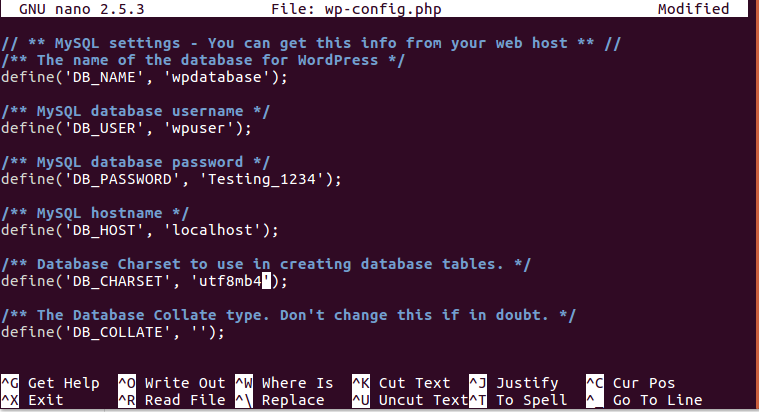 GNU nano 2.5.3 File: wp-config.php Modified
// ** MySQL settings - You can get this info from your web host ** //
/** The name of the database for WordPress */
define('DB_NAME', 'wpdatabase');
/** MySQL database username */
define('DB_USER', 'wpuser');
/** MySQL database password */
define('DB_PASSWORD', 'Testing_1234');
/** MySQL hostname */
define('DB_HOST', 'localhost');
/** Database Charset to use in creating database tables. */
define('DB_CHARSET', 'utf8mb4');
/** The Database Collate type. Don't change this if in doubt. */
define('DB_COLLATE', '');
^G Get Help ^O Write Out ^W Where Is ^K Cut Text ^J Justify ^C Cur Pos
^X Exit ^R Read File ^\ Replace ^U Uncut Text ^T To Spell ^_ Go To Line